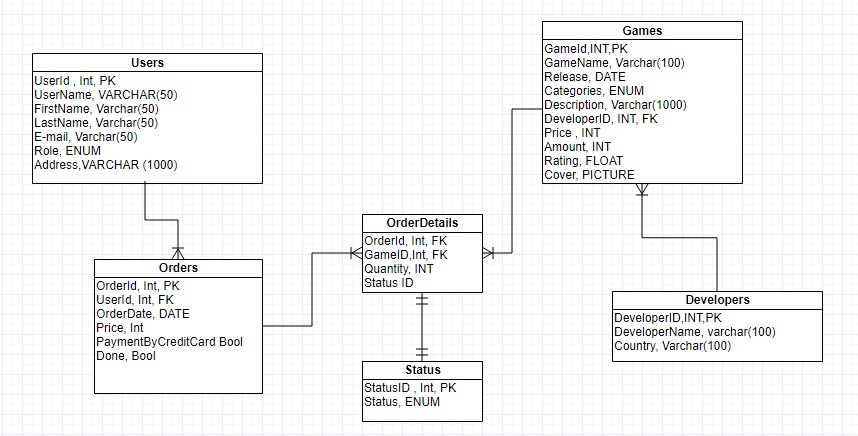 Users
UserId , Int, PK
UserName, VARCHAR(50)
FirstName, Varchar(50)
LastName, Varchar(50)
E-mail, Varchar(50)
Role, ENUM
Address,VARCHAR (1000)
Games
GameId,INT,PK
GameName, Varchar(100)
Release, DATE
Categories, ENUM
Description, Varchar(1000)
DeveloperID, INT, FK
Price , INT
Amount, INT
Rating, FLOAT
Cover, PICTURE
OrderDetails
OrderId, Int, FK
GameID,Int, FK
Quantity, INT
Status ID
Orders
OrderId, Int, PK
UserId, Int, FK
OrderDate, DATE
Price, Int
PaymentByCreditCard Bool
Done, Bool
Developers
DeveloperID,INT,PK
DeveloperName, varchar(100)
Country, Varchar(100)
Status
StatusID , Int, PK
Status, ENUM